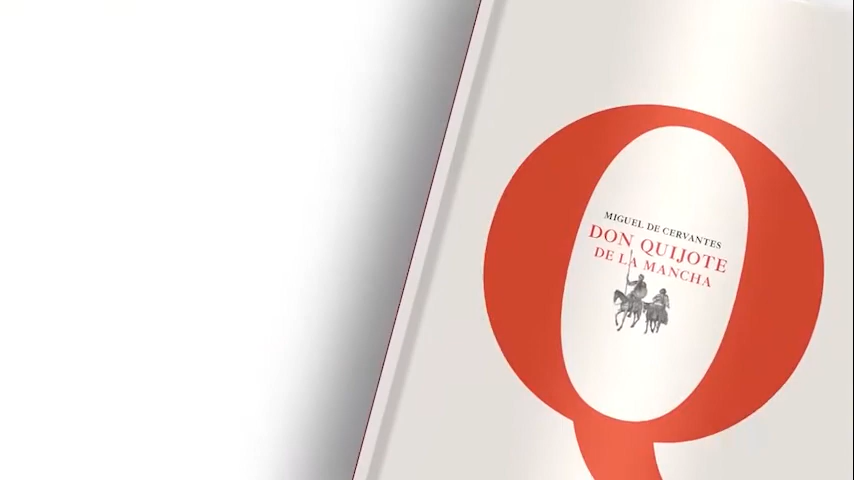 Q
MIGUEL DE CERVANTES
DON QUIJOTE
DE LA MANCHA